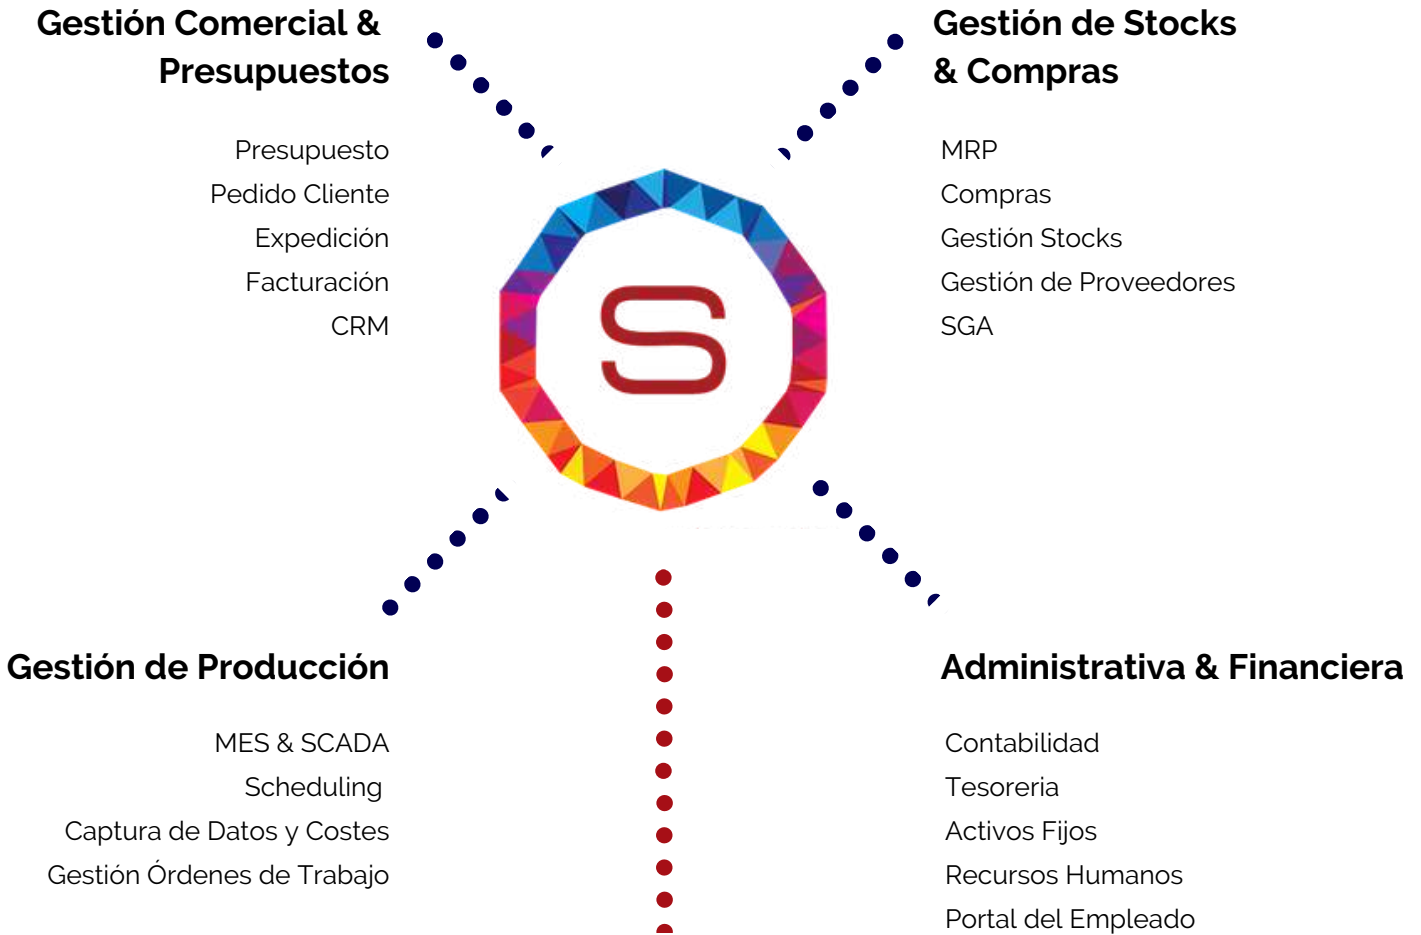 Gestión Comercial &
Presupuestos
Presupuesto
Pedido Cliente
Expedición
Facturación
CRM
Gestión de Stocks
& Compras
MRP
Compras
Gestión Stocks
Gestión de Proveedores
SGA
S
Gestión de Producción
MES & SCADA
Scheduling
Captura de Datos y Costes
Gestión Órdenes de Trabajo
Administrativa & Financiera
Contabilidad
Tesoreria
Activos Fijos
Recursos Humanos
Portal del Empleado